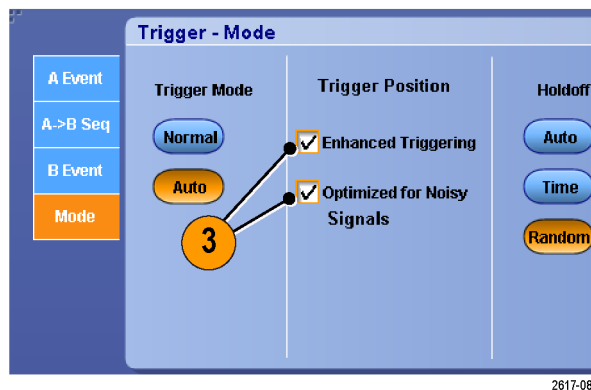 Trigger - Mode
A Event
A->B Seq
B Event
Mode
Trigger Mode
Normal
Auto
3
Trigger Position
Enhanced Triggering
Optimized for Noisy
Signals
Holdoff
Auto
Time
Random
2617-08